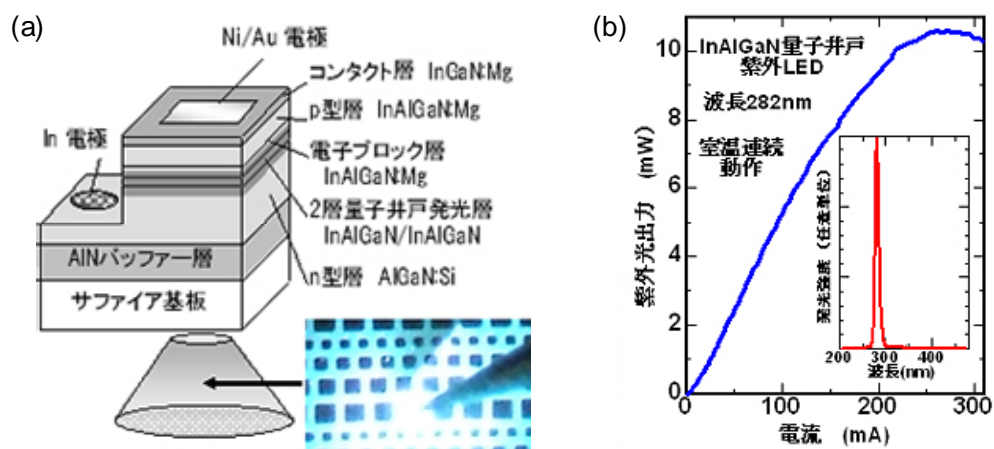 (a)
Ni/Au 電極
コンタクト層 InGaN:Mg
p型層 InAlGaN:Mg
In 電極
電子ブロック層
InAlGaN:Mg
2層量子井戸発光層
InAlGaN/InAlGaN
AlNバッファー層
n型層 AlGaN:Si
サファイア基板
(b)
InAlGaN量子井戸
紫外LED
波長282nm
室温連続
動作
紫外光出力 (mW)
10
8
6
4
2
0
0
100
200
300
電流 (mA)
発光強度 (任意単位)
200
280
400
波長(nm)